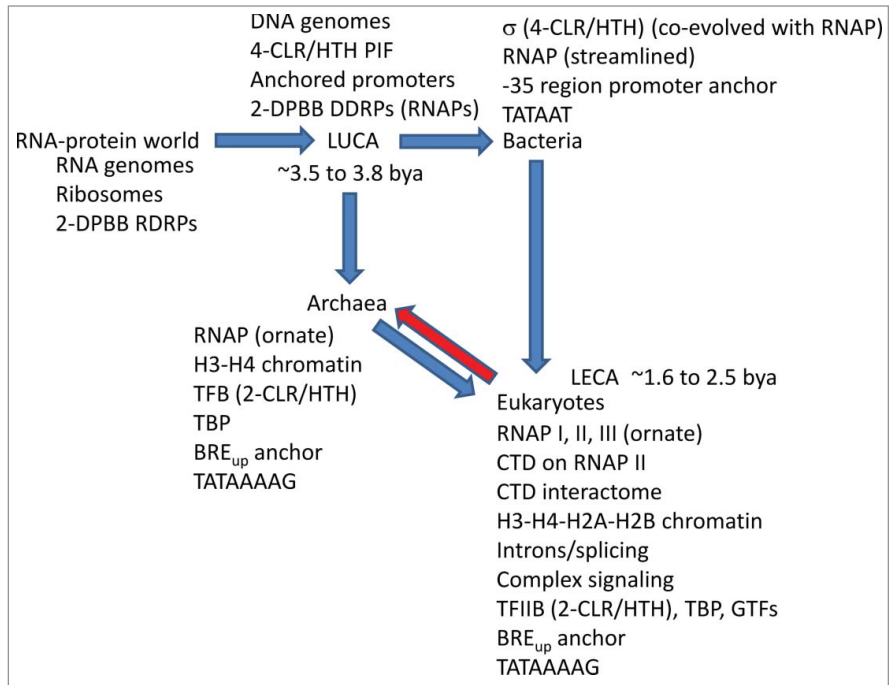 DNA genomes
4-CLR/HTH PIF
Anchored promoters
2-DPBB DDRPs (RNAPs)
σ (4-CLR/HTH) (co-evolved with RNAP)
RNAP (streamlined)
-35 region promoter anchor
TATAAT
RNA-protein world
LUCA
Bacteria
RNA genomes
Ribosomes
2-DPBB RDRPs
~3.5 to 3.8 bya
Archaea
RNAP (ornate)
H3-H4 chromatin
TFB (2-CLR/HTH)
TBP
BREup anchor
TATAAAAG
LECA ~1.6 to 2.5 bya
Eukaryotes
RNAP I, II, III (ornate)
CTD on RNAP II
CTD interactome
H3-H4-H2A-H2B chromatin
Introns/splicing
Complex signaling
TFIIB (2-CLR/HTH), TBP, GTFs
BREup anchor
TATAAAAG